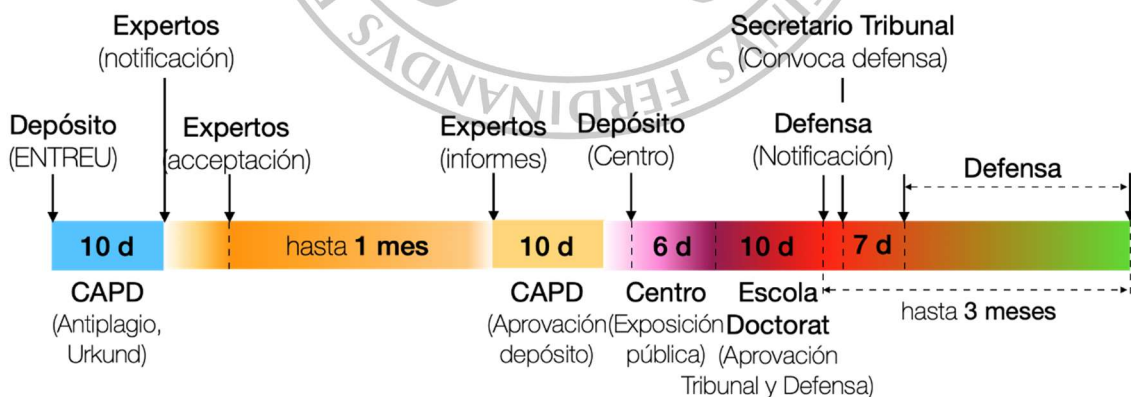 FERDINANDVS
Expertos
(notificación)
Secretario Tribunal
(Convoca defensa)
Depósito
(ENTREU)
Expertos
(acceptación)
Expertos
(informes)
Depósito
(Centro)
Defensa
(Notificación)
Defensa
10 d
hasta 1 mes
10 d
6 d
10 d
7 d
CAPD
(Antiplagio,
Urkund)
CAPD
(Aprovación
depósito)
Centro
(Exposición
pública)
Escola
Doctorat
(Aprovación
Tribunal y Defensa)
hasta 3 meses